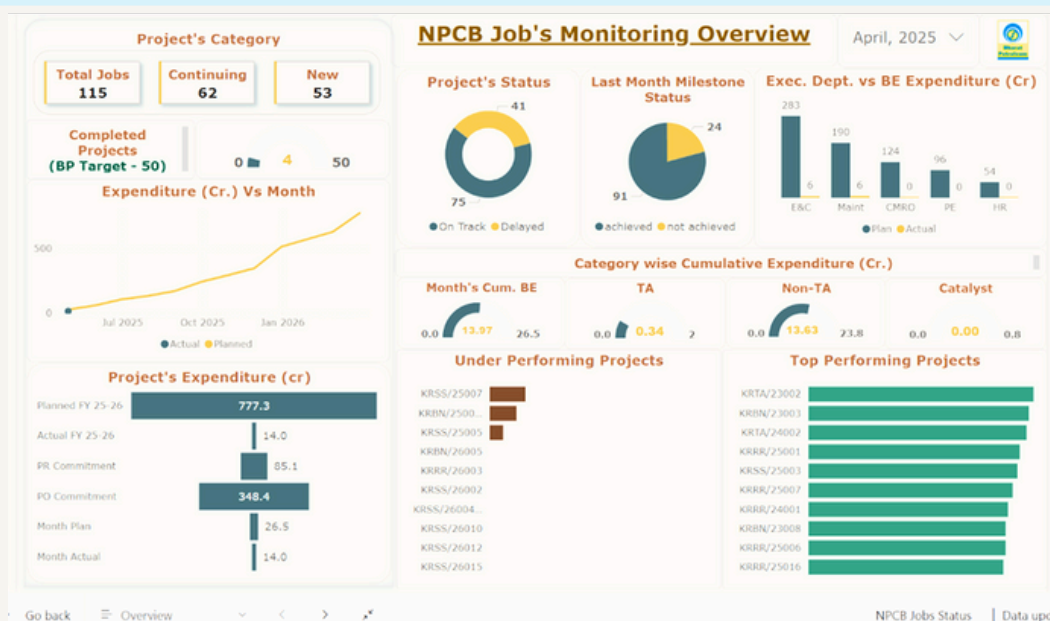 NPCB Job's Monitoring Overview
April, 2025
Bharat
Petroleum
Project's Category
Total Jobs
115
Continuing
62
New
53
Completed
Projects
(BP Target - 50)
0
4
50
Expenditure (Cr.) Vs Month
500
0
Jul 2025
Oct 2025
Jan 2026
Actual
Planned
Project's Expenditure (cr)
Planned FY 25-26
777.3
Actual FY 25-26
14.0
PR Commitment
85.1
PO Commitment
348.4
Month Plan
26.5
Month Actual
14.0
Project's Status
41
75
On Track
Delayed
Last Month Milestone
Status
24
91
achieved
not achieved
Exec. Dept. vs BE Expenditure (Cr)
283
6
190
6
124
0
96
0
54
0
E&C
Maint
CMRO
PE
HR
Plan
Actual
Category wise Cumulative Expenditure (Cr.)
Month's Cum. BE
0.0
13.97
26.5
TA
0.0
0.34
2
Non-TA
0.0
13.63
23.8
Catalyst
0.0
0.00
0.8
Under Performing Projects
KRSS/25007
KRBN/2500...
KRSS/25005
KRBN/26005
KRRR/26003
KRSS/26002
KRSS/26004...
KRSS/26010
KRSS/26012
KRSS/26015
Top Performing Projects
KRTA/23002
KRBN/23003
KRTA/24002
KRRR/25001
KRSS/25003
KRRR/25007
KRRR/24001
KRBN/23008
KRRR/25006
KRRR/25016
Go back
Overview
NPCB Jobs Status
Data upd